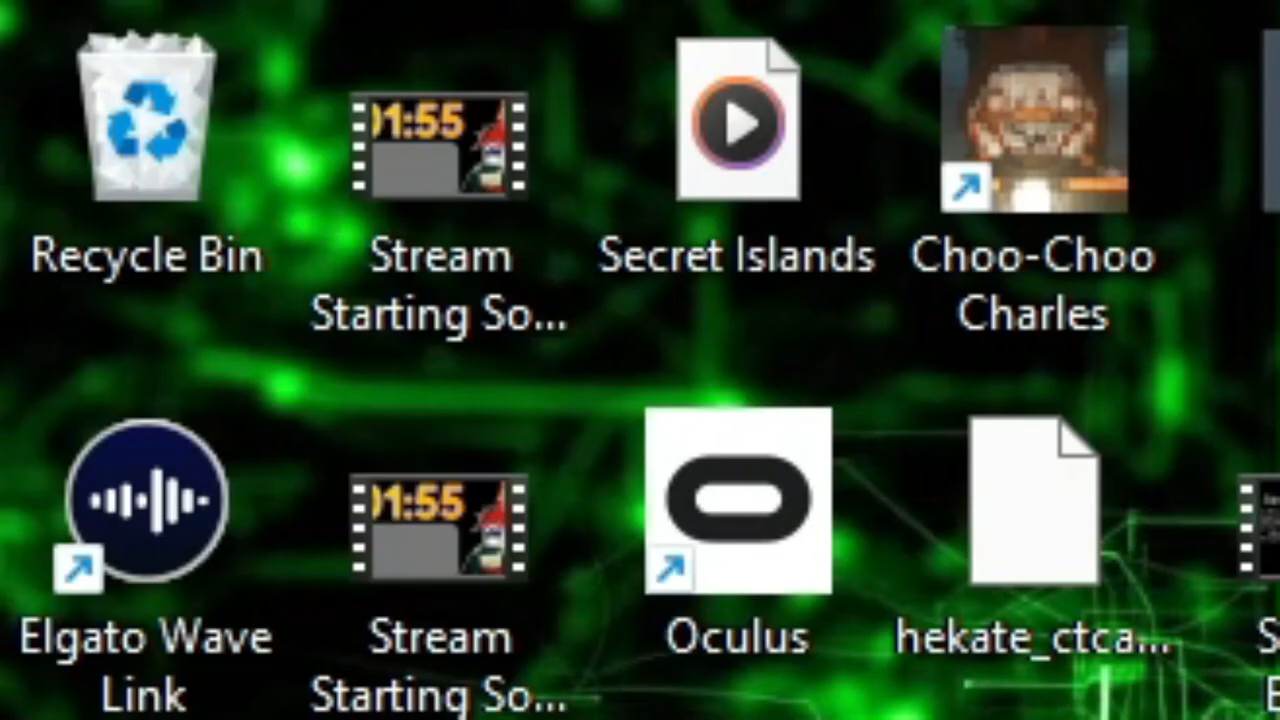 01:55
Recycle Bin
Stream
Starting So...
Secret Islands
Choo-Choo
Charles
01:55
Elgato Wave
Link
Stream
Starting So...
Oculus
hekate_ctca...
S
E